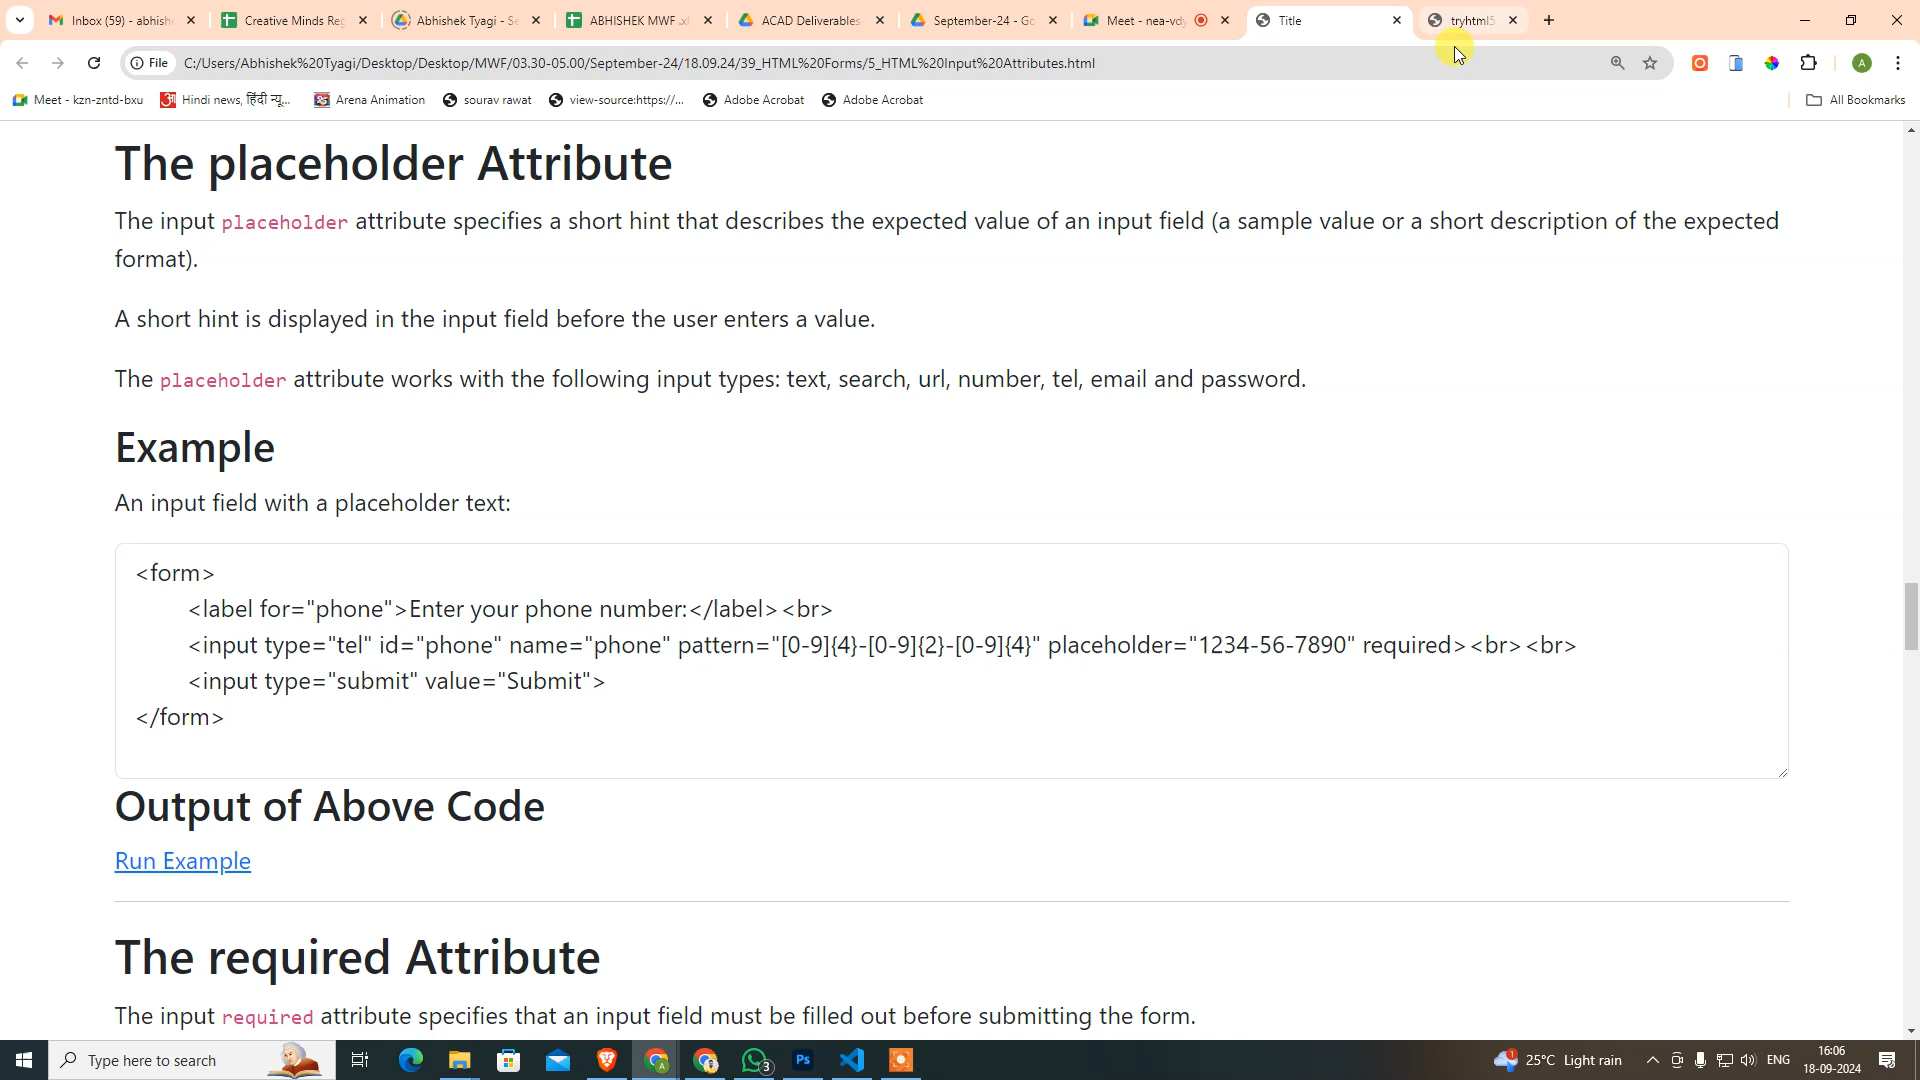 Inbox (59) - abhish
Creative Minds Reg
Abhishek Tyagi - Se
ABHISHEK MWF .xl
ACAD Deliverables
September-24 - Go
Meet - nea-vdy
Title
tryhtml5
File
C:/Users/Abhishek%20Tyagi/Desktop/Desktop/MWF/03.30-05.00/September-24/18.09.24/39_HTML%20Forms/5_HTML%20Input%20Attributes.html
A
Meet - kzn-zntd-bxu
Hindi news, हिंदी न्यू...
Arena Animation
sourav rawat
view-source:https://...
Adobe Acrobat
Adobe Acrobat
All Bookmarks
The placeholder Attribute
The input placeholder attribute specifies a short hint that describes the expected value of an input field (a sample value or a short description of the expected
format).
A short hint is displayed in the input field before the user enters a value.
The placeholder attribute works with the following input types: text, search, url, number, tel, email and password.
Example
An input field with a placeholder text:
<form>
<label for="phone">Enter your phone number:</label><br>
<input type="tel" id="phone" name="phone" pattern="[0-9]{4}-[0-9]{2}-[0-9]{4}" placeholder="1234-56-7890" required><br><br>
<input type="submit" value="Submit">
</form>
Output of Above Code
Run Example
The required Attribute
The input required attribute specifies that an input field must be filled out before submitting the form.
Type here to search
A
3
Ps
1
25°C Light rain
ENG
16:06
18-09-2024